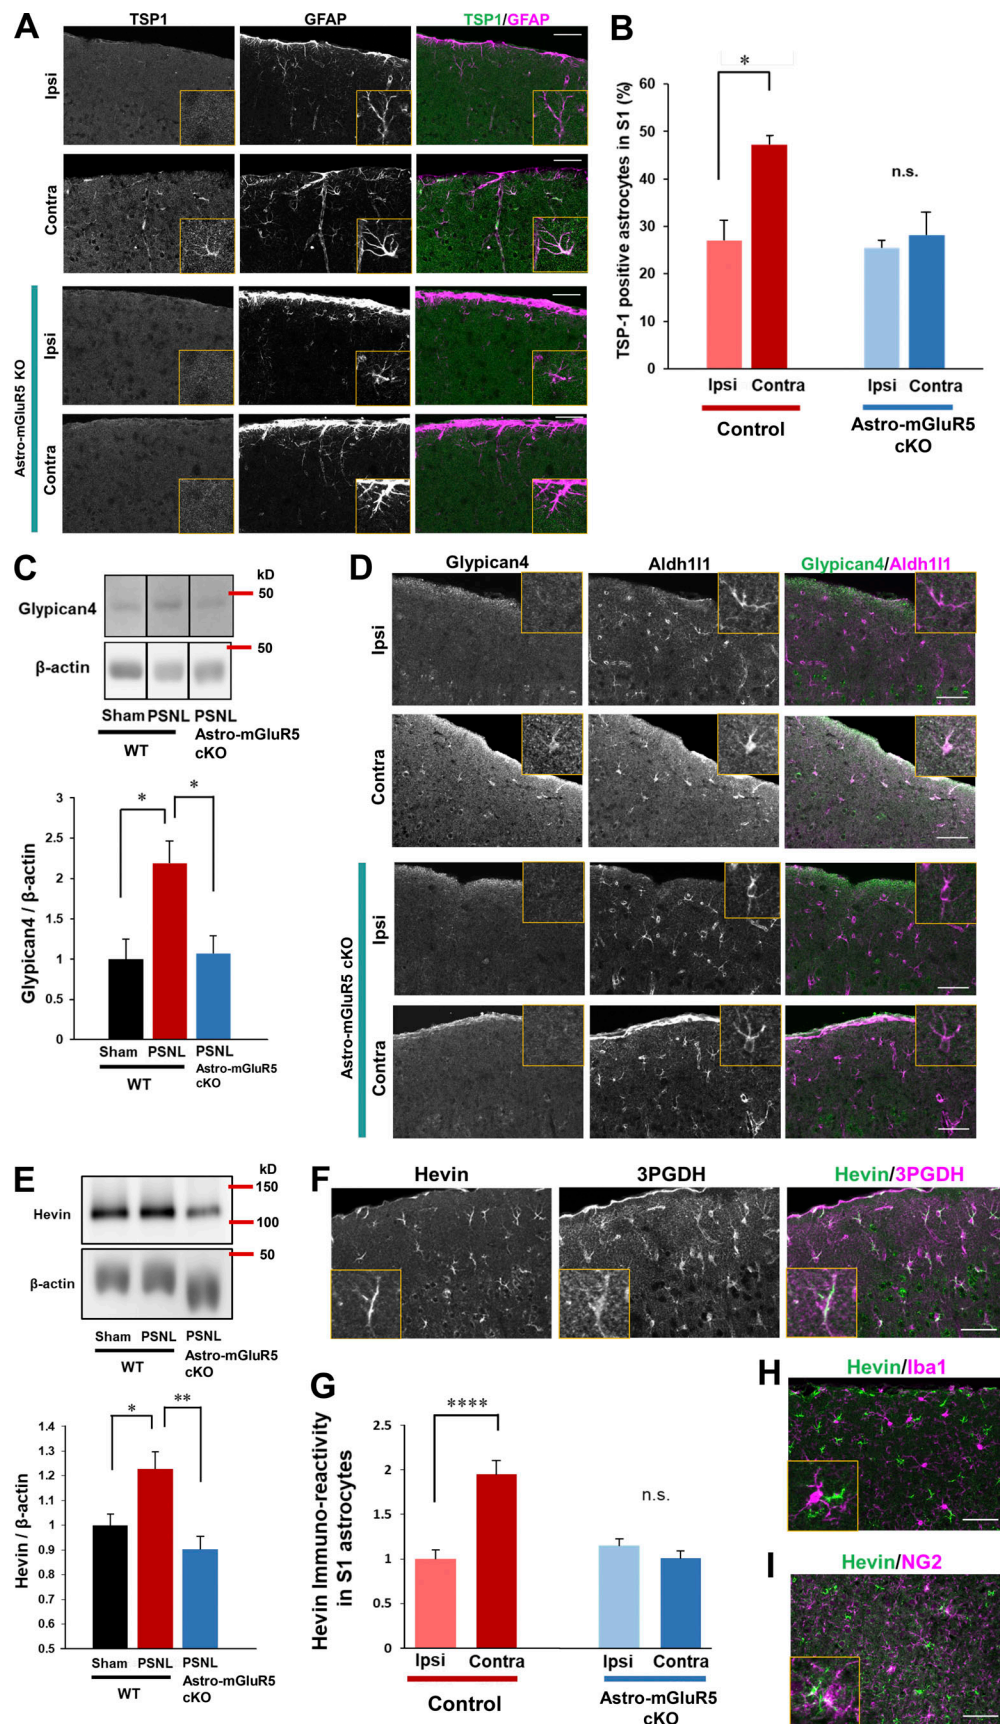 A
TSP1
GFAP
TSP1/GFAP
Ipsi
Contra
Astro-mGluR5 KO
Ipsi
Contra
B
TSP-1 positive astrocytes in S1 (%)
60
50
40
30
20
10
0
*
n.s.
Ipsi Contra
Ipsi Contra
Control
Astro-mGluR5
cKO
C
kD
Glypican4
50
β-actin
50
Sham PSNL PSNL
Astro-mGluR5
cKO
WT
Glypican4 / β-actin
3
2.5
2
1.5
1
0.5
0
* *
Sham PSNL PSNL
Astro-mGluR5
cKO
WT
D
Glypican4
Aldh1l1
Glypican4/Aldh1l1
Ipsi
Contra
Astro-mGluR5 cKO
Ipsi
Contra
E
kD
150
Hevin
100
50
β-actin
Sham PSNL PSNL
Astro-mGluR5
cKO
WT
Hevin / β-actin
1.4
1.3
1.2
1.1
1
0.9
0.8
0.7
0.6
0.5
* **
Sham PSNL PSNL
Astro-mGluR5
cKO
WT
F
Hevin
3PGDH
Hevin/3PGDH
G
Hevin Immuno-reactivity
in S1 astrocytes
2.5
2
1.5
1
0.5
0
****
n.s.
Ipsi Contra
Ipsi Contra
Control
Astro-mGluR5
cKO
H
Hevin/Iba1
I
Hevin/NG2